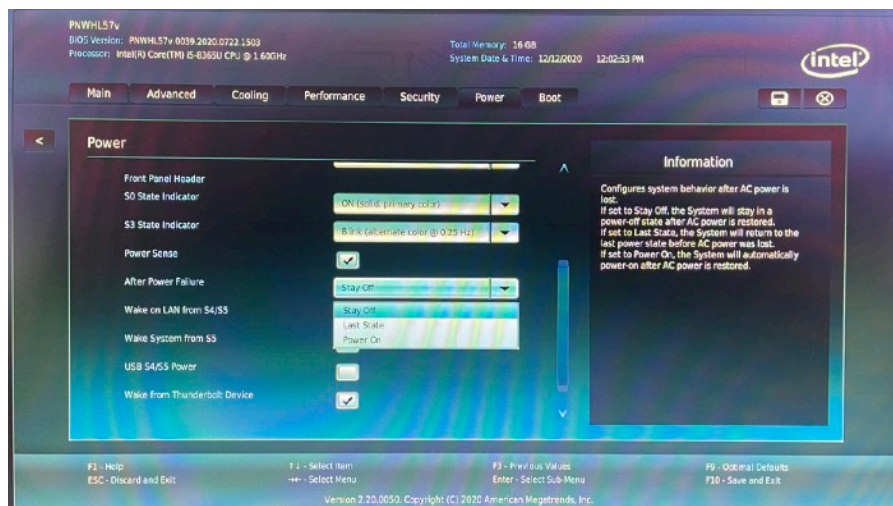 PNWHL57v
BIOS Version: PNWHL57v.0039.2020.0722.1503
Processor: Intel(R) Core(TM) i5-8365U CPU @ 1.60GHz
Total Memory: 16 GB
System Date & Time: 12/12/2020 12:02:53 PM
intel
Main Advanced Cooling Performance Security Power Boot
<
Power
Front Panel Header
S0 State Indicator ON (solid, primary color)
S3 State Indicator Blink (alternate color @ 0.25 Hz)
Power Sense
After Power Failure Stay Off
Wake on LAN from S4/S5 Stay Off
Last State
Wake System from S5 Power On
USB S4/S5 Power
Wake from Thunderbolt Device
Information
Configures system behavior after AC power is
lost.
If set to Stay Off, the System will stay in a
power-off state after AC power is restored.
If set to Last State, the System will return to the
last power state before AC power was lost.
If set to Power On, the System will automatically
power-on after AC power is restored.
F1 - Help ↑↓ - Select Item F3 - Previous Values F9 - Optimal Defaults
ESC - Discard and Exit →← - Select Menu Enter - Select Sub-Menu F10 - Save and Exit
Version 2.20.0050. Copyright (C) 2020 American Megatrends, Inc.